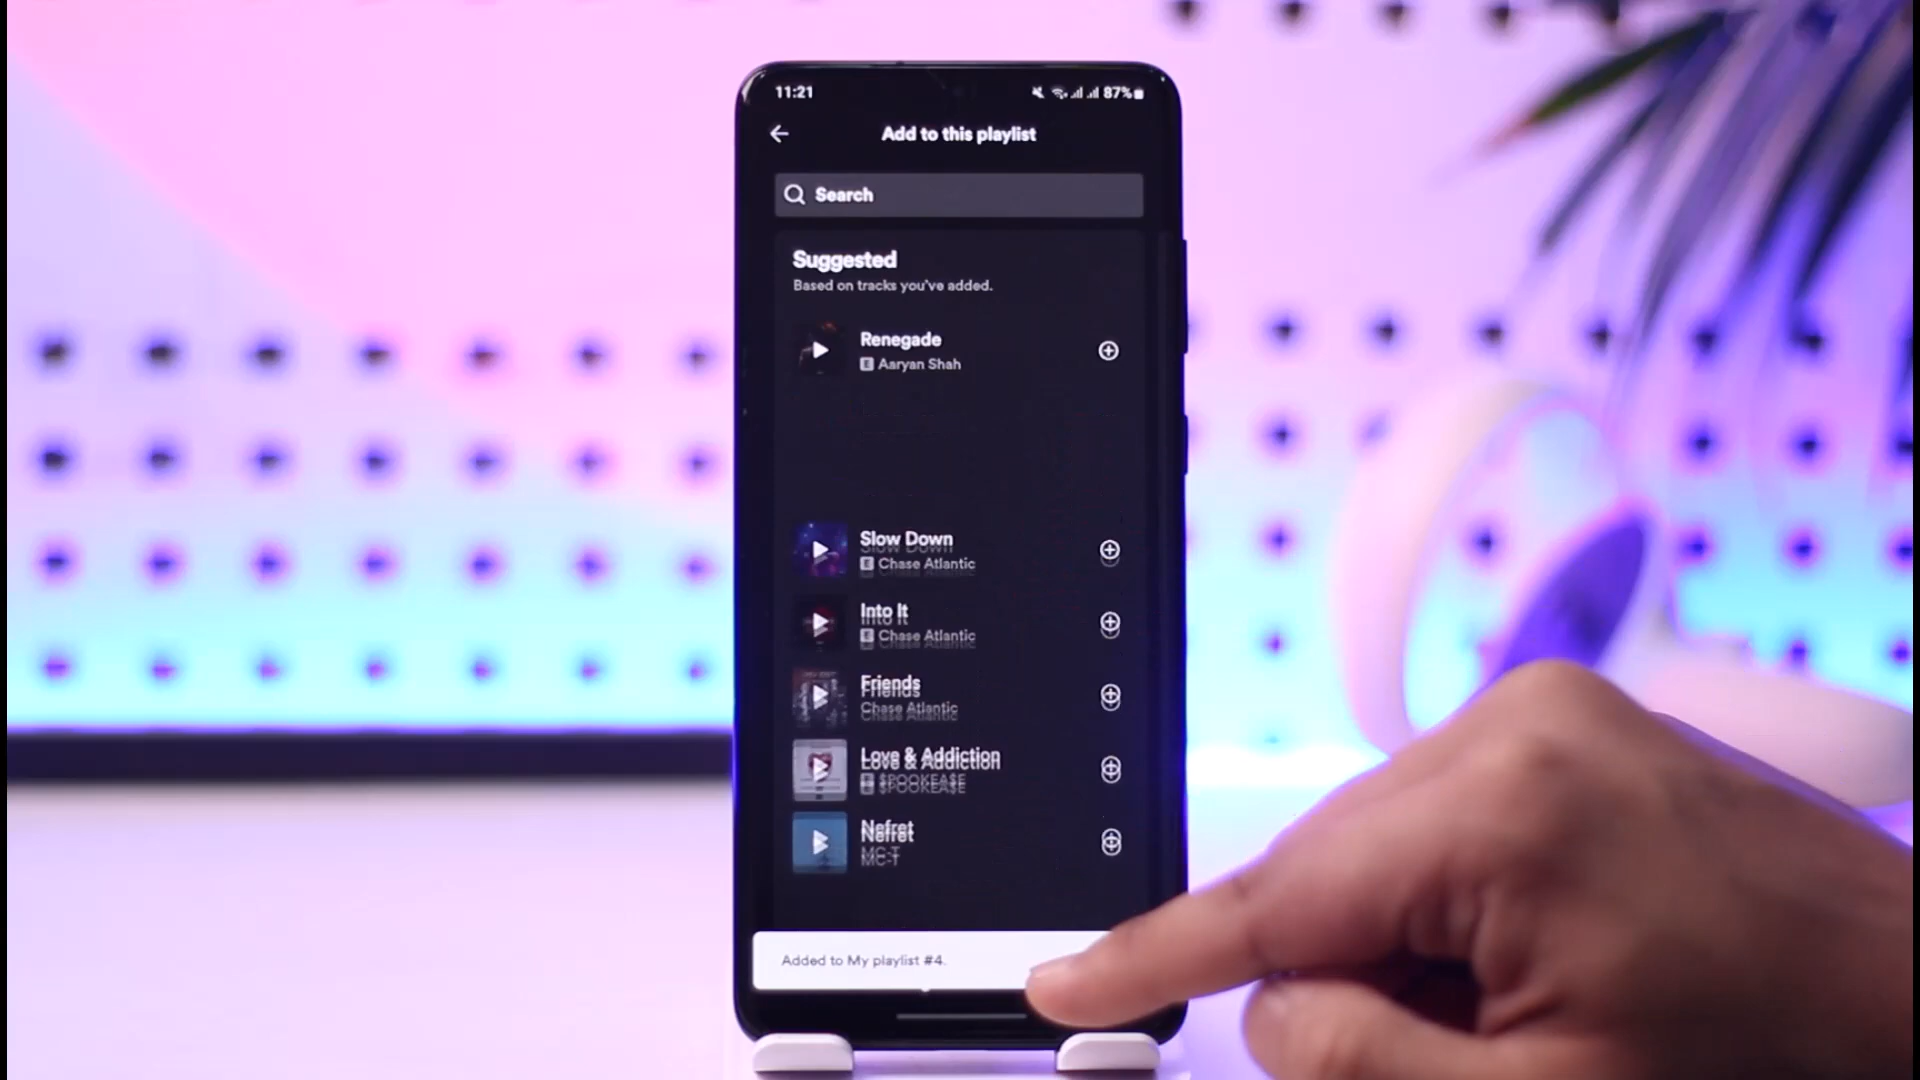 11:21
87%
Add to this playlist
Search
Suggested
Based on tracks you've added.
Renegade
E Aaryan Shah
Slow Down
E Chase Atlantic
Into It
E Chase Atlantic
Friends
Chase Atlantic
Love & Addiction
E $POOKEA$E
Nefret
MC-T
Added to My playlist #4.